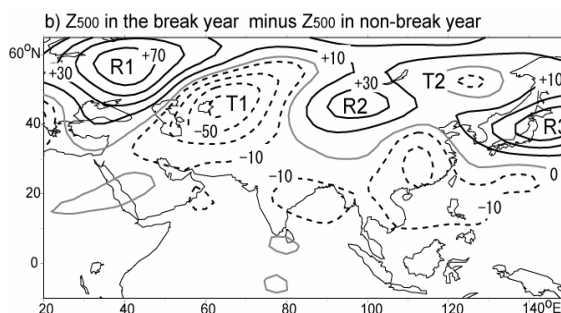 b) Z500 in the break year minus Z500 in non-break year
60°N
+70
+10
+10
R1
+30
+30
T2
T1
R2
40
R
−50
−10
0
20
−10
−10
0
20 40 60 80 100 120 140°E